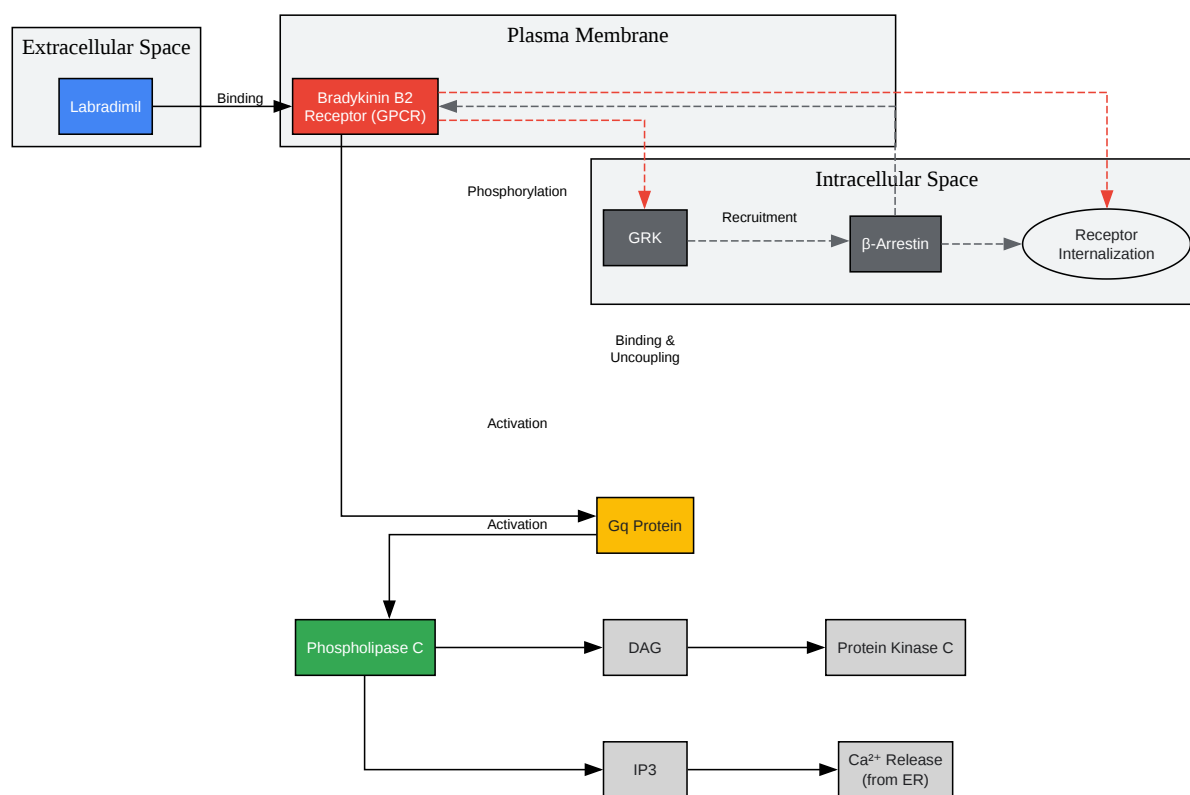 Extracellular Space
Plasma Membrane
Labradimil
Binding
Bradykinin B2
Receptor (GPCR)
Intracellular Space
Phosphorylation
GRK
Recruitment
β-Arrestin
Receptor
Internalization
Binding &
Uncoupling
Activation
Gq Protein
Activation
Phospholipase C
DAG
Protein Kinase C
IP3
Ca²⁺ Release
(from ER)